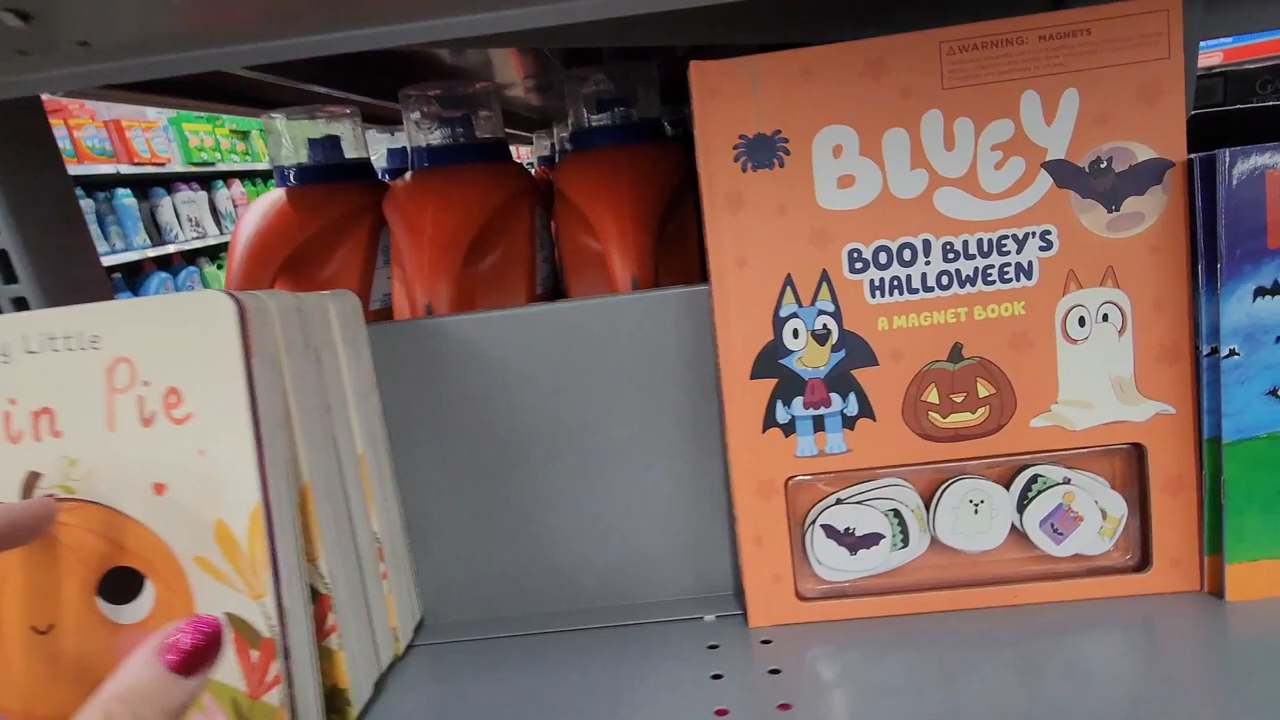 y Little
in Pie
WARNING: MAGNETS
BLUEY
BOO! BLUEY'S
HALLOWEEN
A MAGNET BOOK